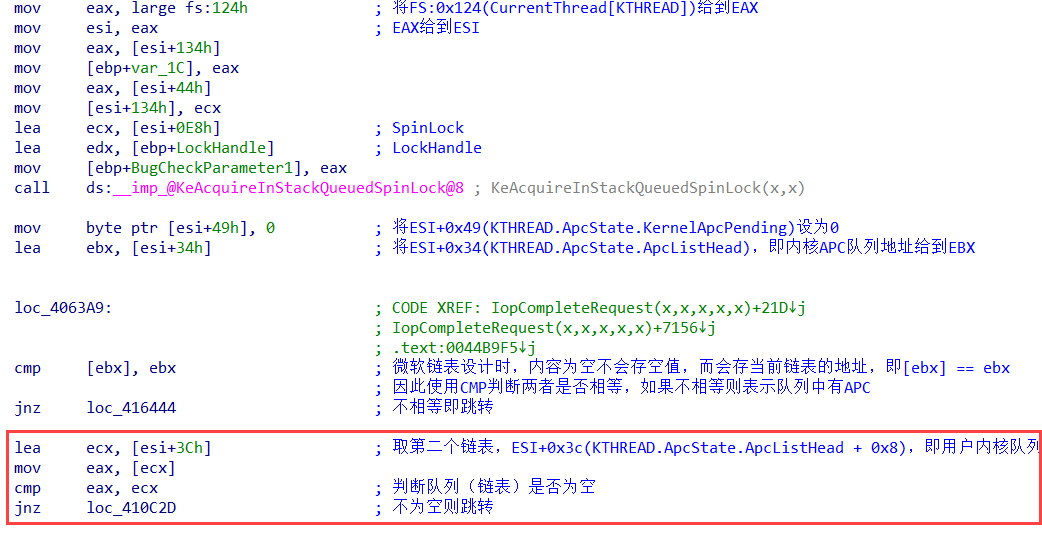 mov eax, large fs:124h ; 将FS:0x124(CurrentThread[KTHREAD])给到EAX
mov esi, eax ; EAX给到ESI
mov eax, [esi+134h]
mov [ebp+var_1C], eax
mov eax, [esi+44h]
mov [esi+134h], ecx
lea ecx, [esi+0E8h] ; SpinLock
lea edx, [ebp+LockHandle] ; LockHandle
mov [ebp+BugCheckParameter1], eax
call ds:__imp_@KeAcquireInStackQueuedSpinLock@8 ; KeAcquireInStackQueuedSpinLock(x,x)
mov byte ptr [esi+49h], 0 ; 将ESI+0x49(KTHREAD.ApcState.KernelApcPending)设为0
lea ebx, [esi+34h] ; 将ESI+0x34(KTHREAD.ApcState.ApcListHead)，即内核APC队列地址给到EBX
loc_4063A9: ; CODE XREF: IopCompleteRequest(x,x,x,x,x)+21D↓j
; IopCompleteRequest(x,x,x,x,x)+7156↓j
; .text:0044B9F5↓j
cmp [ebx], ebx ; 微软链表设计时，内容为空不会存空值，而会存当前链表的地址，即[ebx] == ebx
; 因此使用CMP判断两者是否相等，如果不相等则表示队列中有APC
jnz loc_416444 ; 不相等即跳转
lea ecx, [esi+3Ch] ; 取第二个链表，ESI+0x3c(KTHREAD.ApcState.ApcListHead + 0x8)，即用户内核队列
mov eax, [ecx]
cmp eax, ecx ; 判断队列（链表）是否为空
jnz loc_410C2D ; 不为空则跳转